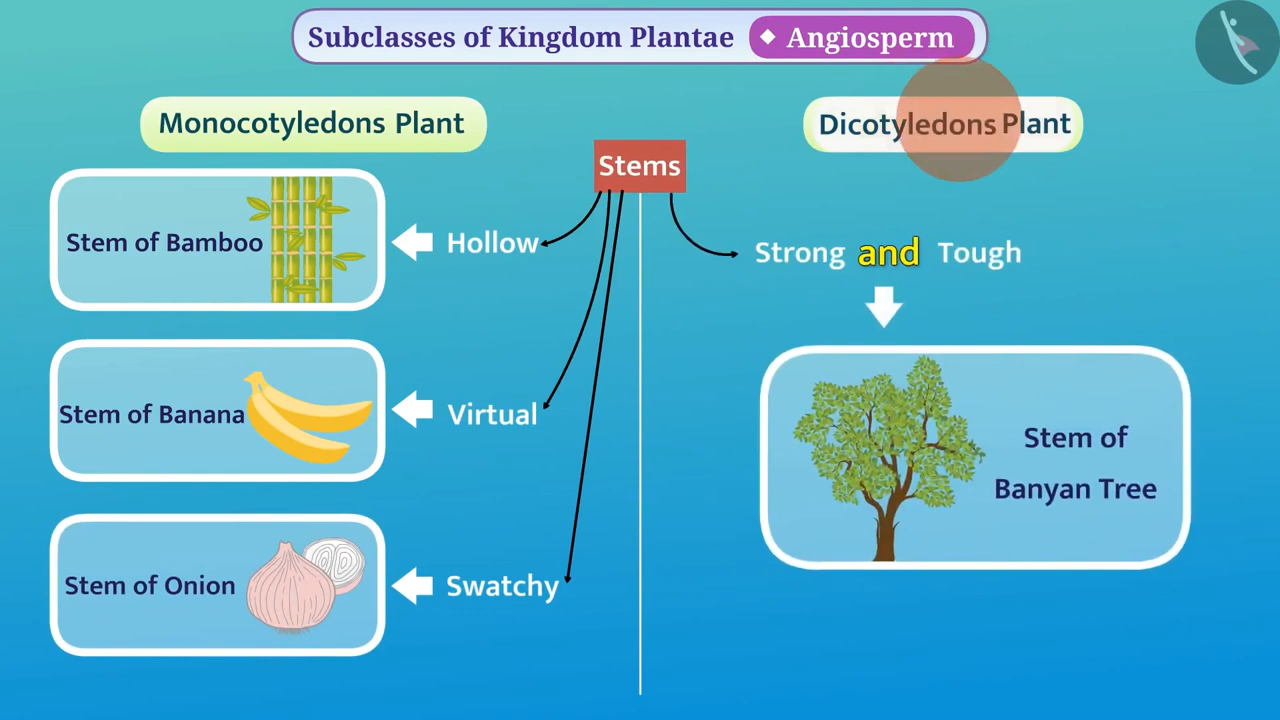 Subclasses of Kingdom Plantae ◆ Angiosperm
Monocotyledons Plant
Dicotyledons Plant
Stems
Stem of Bamboo
Hollow
Strong and Tough
Stem of Banana
Virtual
Stem of
Banyan Tree
Stem of Onion
Swatchy